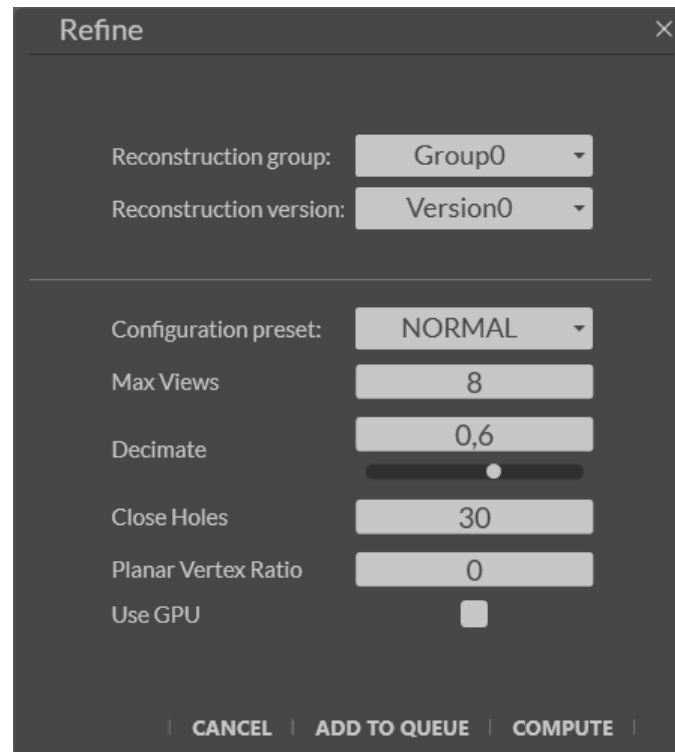 Refine
Reconstruction group: Group0
Reconstruction version: Version0
Configuration preset: NORMAL
Max Views 8
Decimate 0,6
Close Holes 30
Planar Vertex Ratio 0
Use GPU
CANCEL ADD TO QUEUE COMPUTE